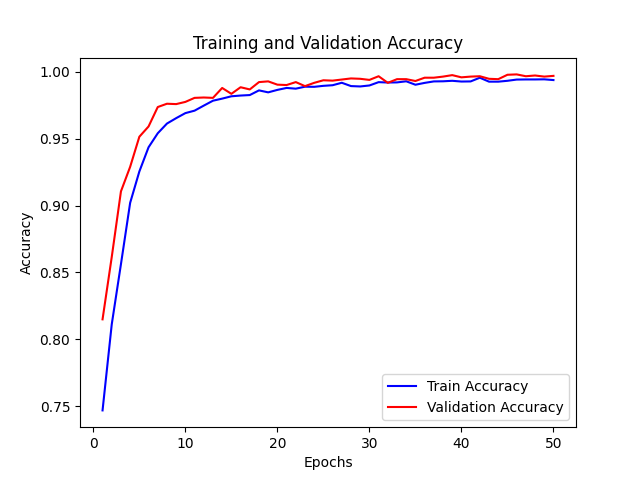 Training and Validation Accuracy
Accuracy
1.00
0.95
0.90
0.85
0.80
0.75
0 10 20 30 40 50
Epochs
Train Accuracy
Validation Accuracy